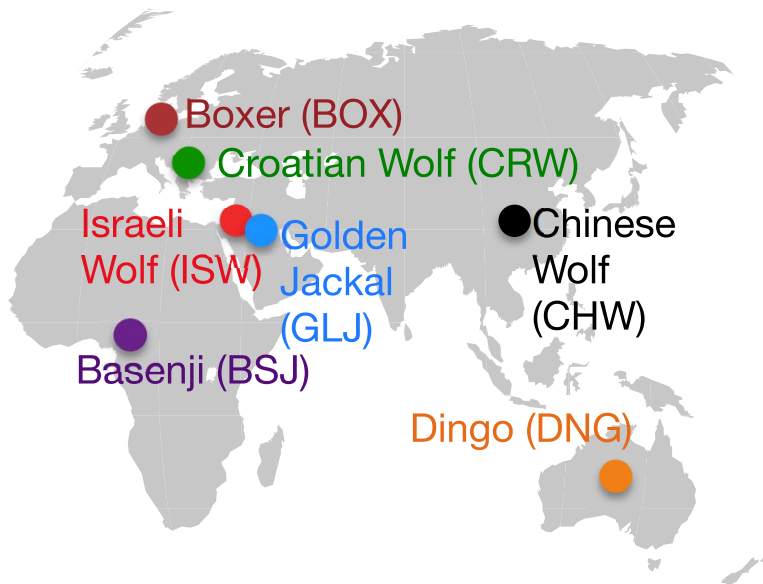 Boxer (BOX)
Croatian Wolf (CRW)
Israeli
Wolf (ISW)
Golden
Jackal
(GLJ)
Chinese
Wolf
(CHW)
Basenji (BSJ)
Dingo (DNG)